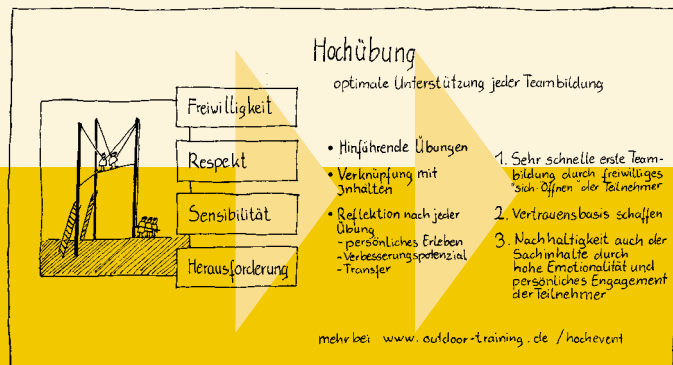 Hochübung
optimale Unterstützung jeder Teambildung
Freiwilligkeit
Respekt
Sensibilität
Herausforderung
• Hinführende Übungen
• Verknüpfung mit
Inhalten
• Reflektion nach jeder
Übung
- persönliches Erleben
- Verbesserungspotenzial
- Transfer
1. Sehr schnelle erste Team-
bildung durch freiwilliges
"sich Öffnen" der Teilnehmer
2. Vertrauensbasis schaffen
3. Nachhaltigkeit auch der
Sachinhalte durch
hohe Emotionalität und
persönliches Engagement
der Teilnehmer
mehr bei www.outdoor-training.de/hochevent